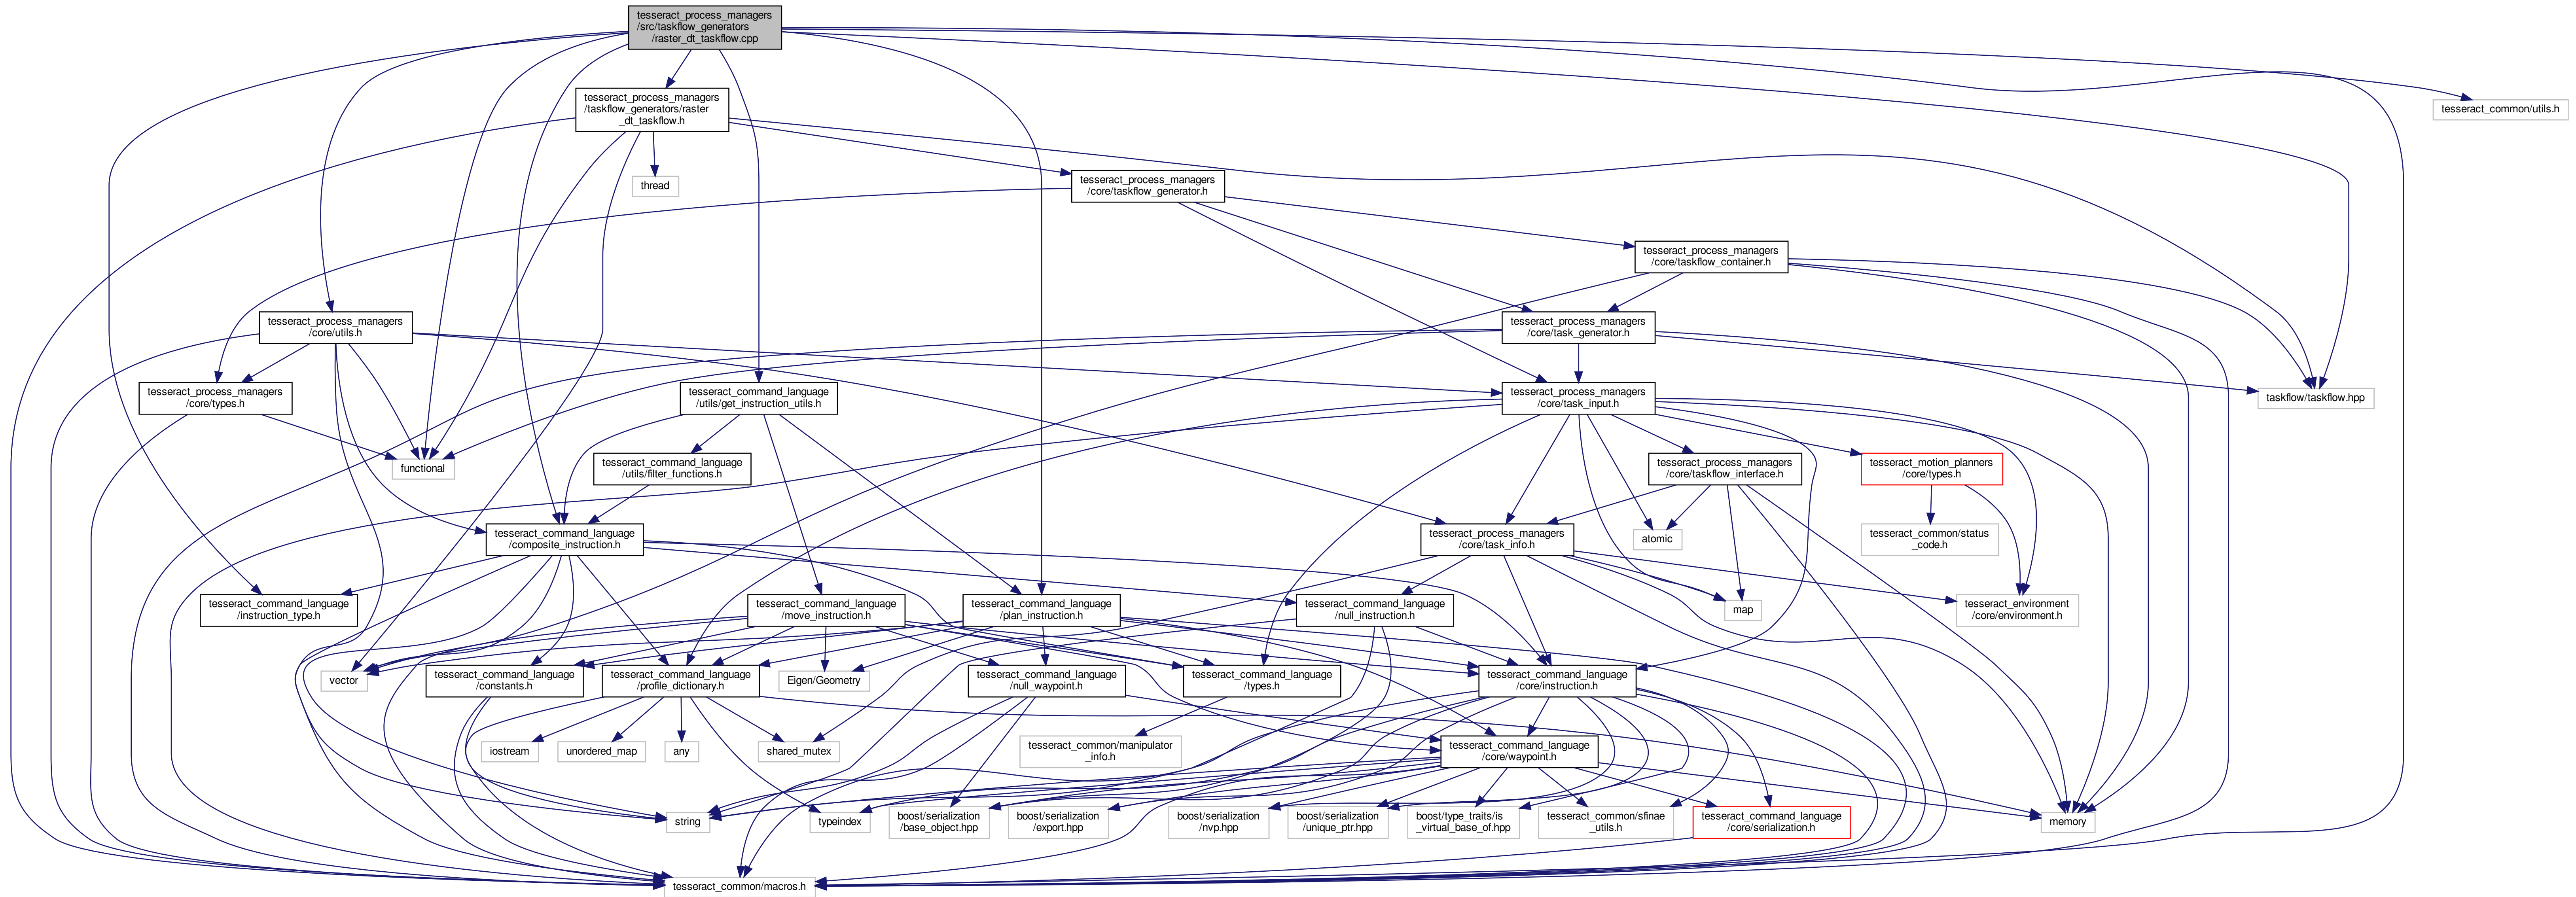 tesseract_process_managers
/src/taskflow_generators
/raster_dt_taskflow.cpp
tesseract_process_managers
/taskflow_generators/raster
_dt_taskflow.h
tesseract_common/utils.h
thread
tesseract_process_managers
/core/taskflow_generator.h
tesseract_process_managers
/core/taskflow_container.h
tesseract_process_managers
/core/utils.h
tesseract_process_managers
/core/task_generator.h
tesseract_process_managers
/core/types.h
tesseract_command_language
/utils/get_instruction_utils.h
tesseract_process_managers
/core/task_input.h
taskflow/taskflow.hpp
functional
tesseract_command_language
/utils/filter_functions.h
tesseract_process_managers
/core/taskflow_interface.h
tesseract_motion_planners
/core/types.h
tesseract_command_language
/composite_instruction.h
tesseract_process_managers
/core/task_info.h
atomic
tesseract_common/status
_code.h
tesseract_command_language
/instruction_type.h
tesseract_command_language
/move_instruction.h
tesseract_command_language
/plan_instruction.h
tesseract_command_language
/null_instruction.h
map
tesseract_environment
/core/environment.h
vector
tesseract_command_language
/constants.h
tesseract_command_language
/profile_dictionary.h
Eigen/Geometry
tesseract_command_language
/null_waypoint.h
tesseract_command_language
/types.h
tesseract_command_language
/core/instruction.h
iostream
unordered_map
any
shared_mutex
tesseract_common/manipulator
_info.h
tesseract_command_language
/core/waypoint.h
string
typeindex
boost/serialization
/base_object.hpp
boost/serialization
/export.hpp
boost/serialization
/nvp.hpp
boost/serialization
/unique_ptr.hpp
boost/type_traits/is
_virtual_base_of.hpp
tesseract_common/sfinae
_utils.h
tesseract_command_language
/core/serialization.h
memory
tesseract_common/macros.h